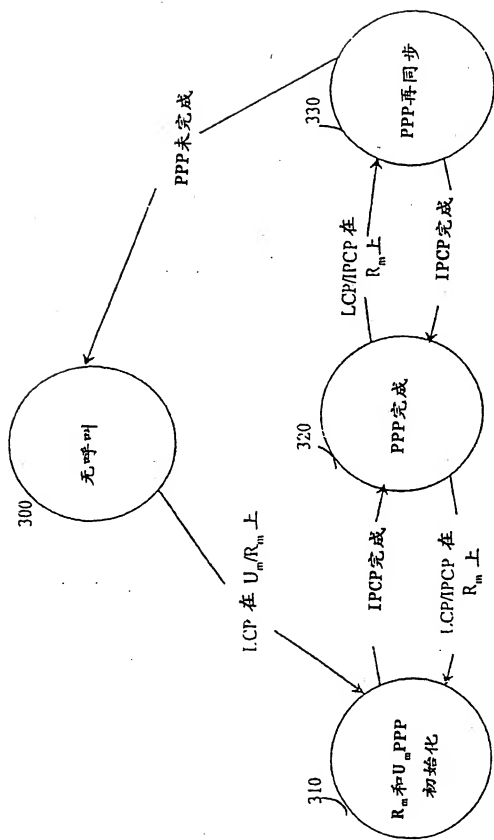 300
无呼叫
PPP未完成
LCP 在 Um/Rm 上
310
Rm和UmPPP
初始化
IPCP完成
LCP/IPCP 在
Rm 上
320
PPP完成
LCP/IPCP 在
Rm 上
IPCP完成
330
PPP再同步